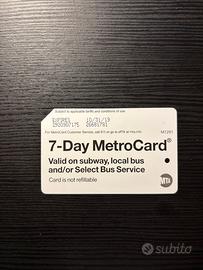 Subject to applicable tariffs and conditions of use.
EXPIRES 10/31/19
For MetroCard Customer Service, call 511 or go to
7-Day MetroCard®
Valid on subway, local bus
and/or Select Bus Service
Card is not refillable
MTA
subito